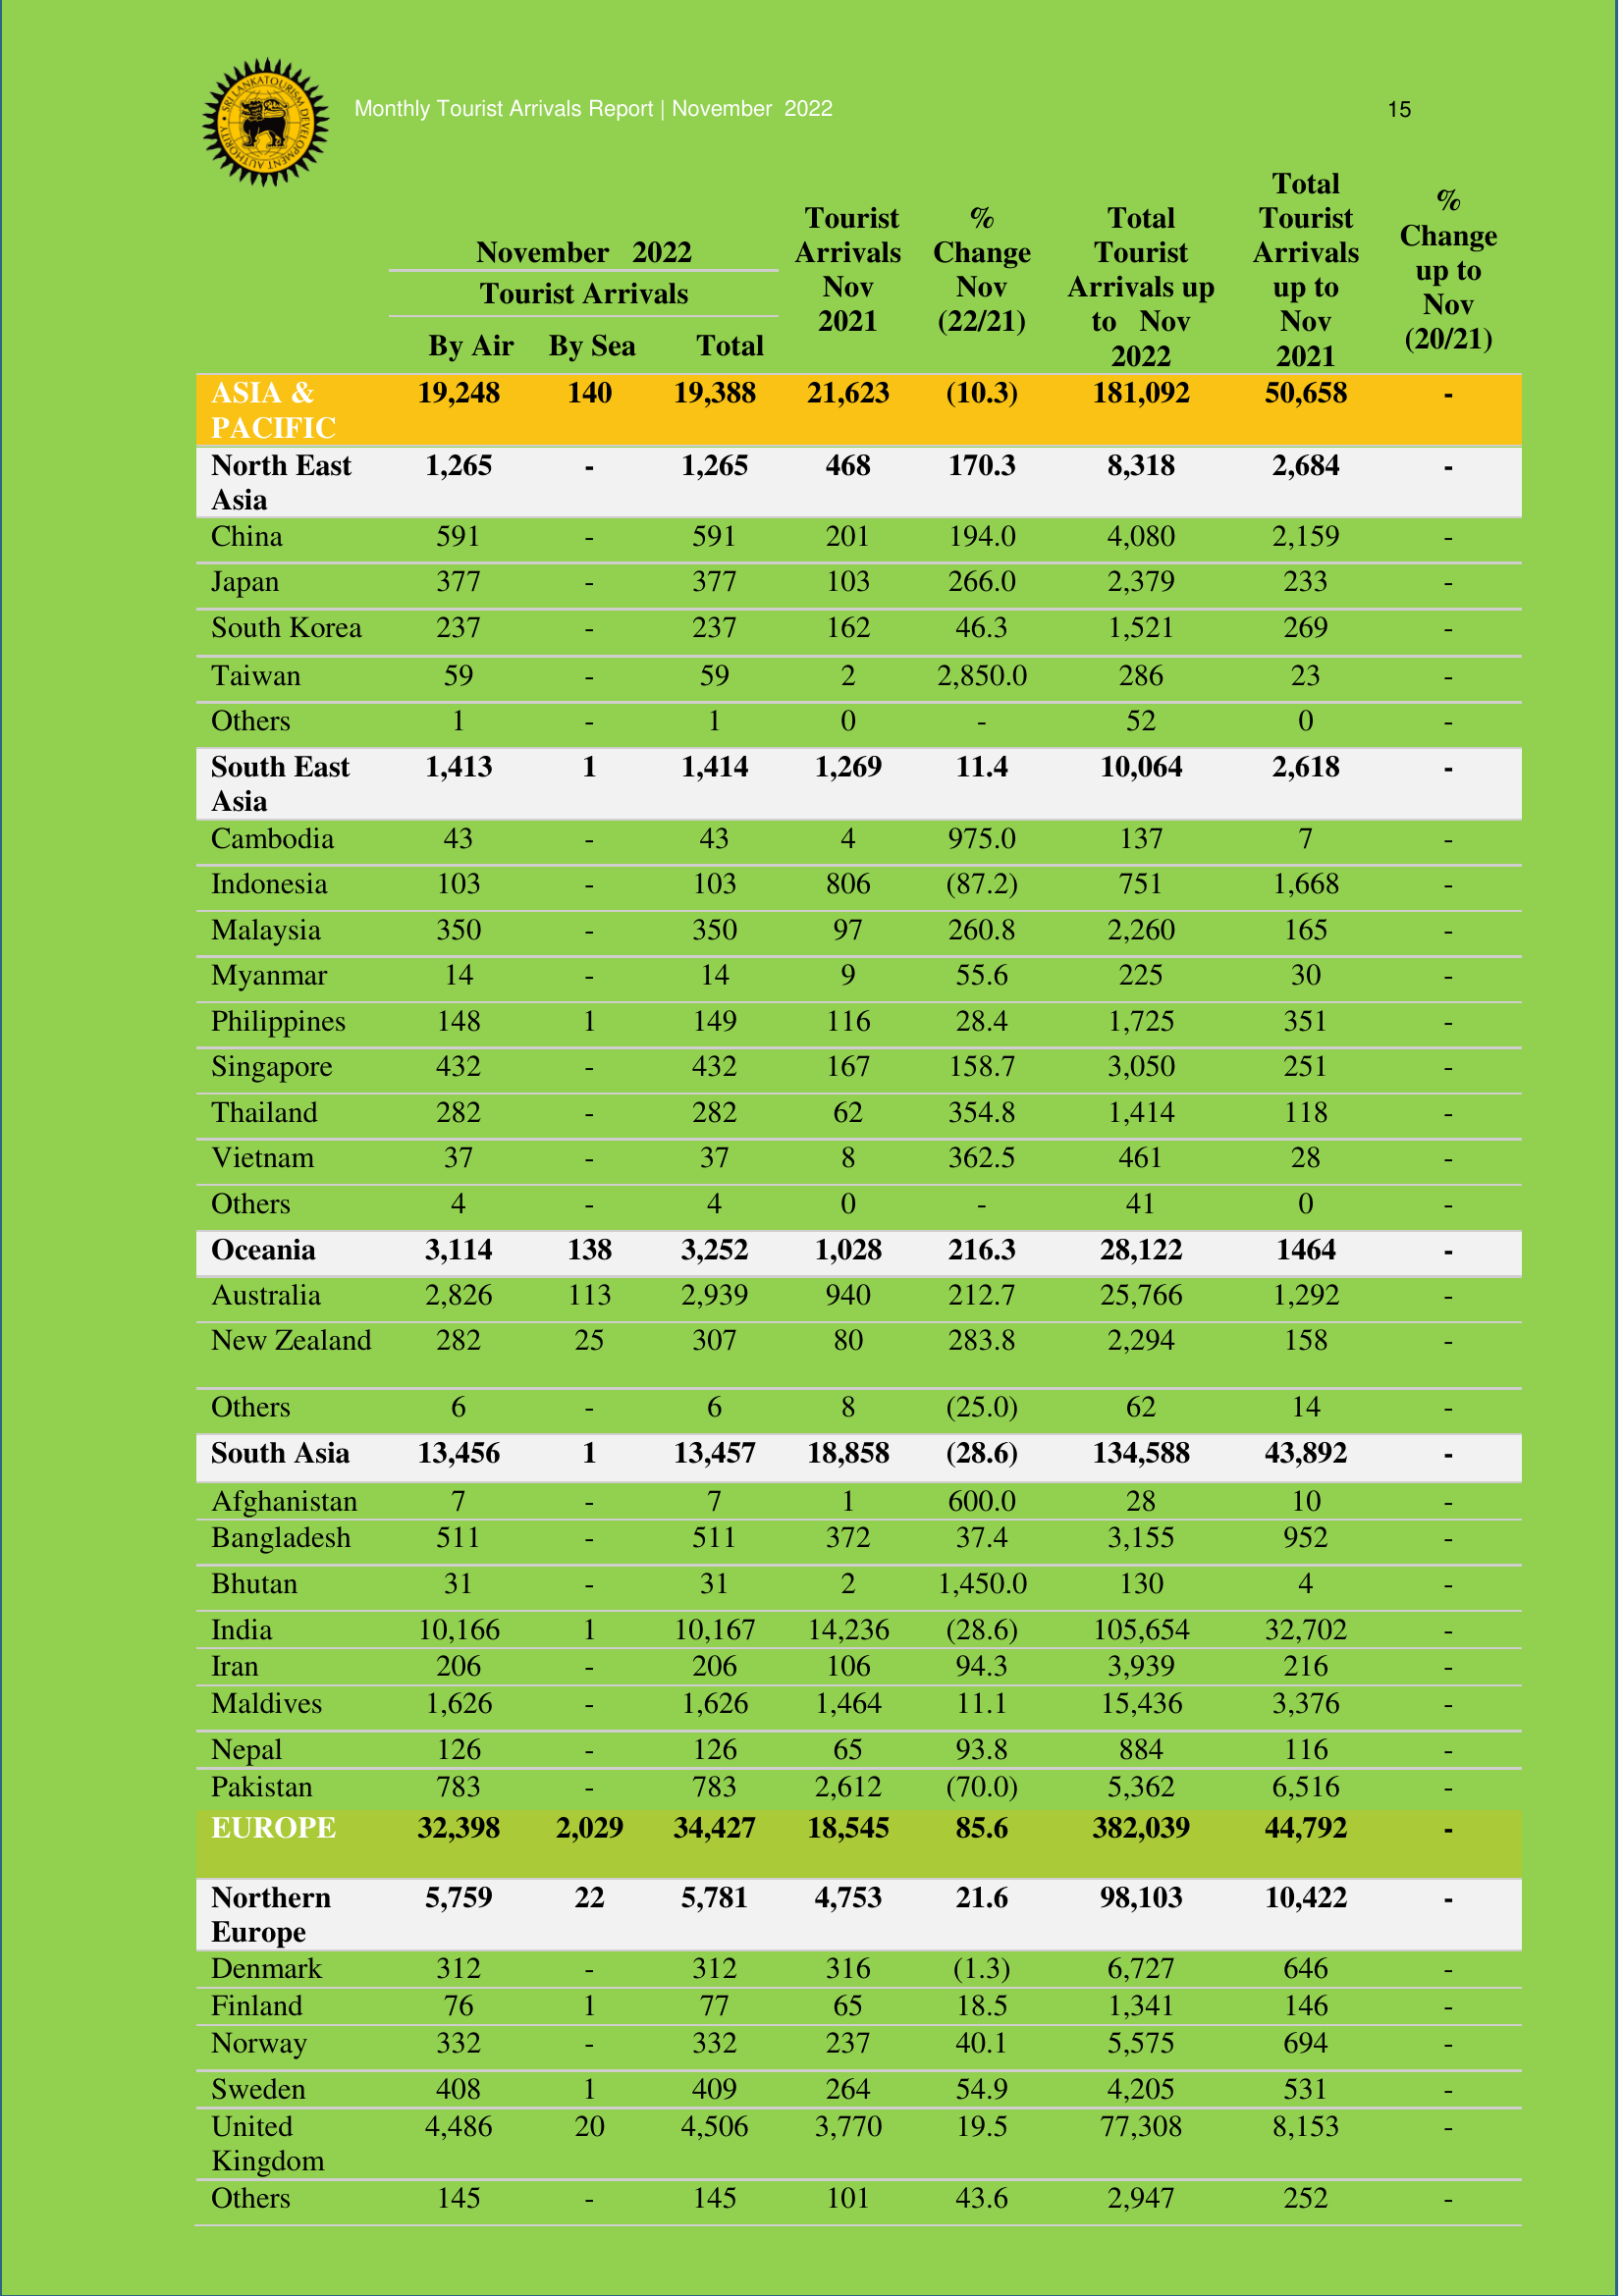 SRI LANKA TOURISM DEVELOPMENT AUTHORITY
Monthly Tourist Arrivals Report | November 2022 15
November 2022
Tourist Arrivals
By Air By Sea Total
Tourist
Arrivals
Nov
2021
%
Change
Nov
(22/21)
Total
Tourist
Arrivals up
to Nov
2022
Total
Tourist
Arrivals
up to
Nov
2021
%
Change
up to
Nov
(20/21)
ASIA & 19,248 140 19,388 21,623 (10.3) 181,092 50,658 -
PACIFIC
North East 1,265 - 1,265 468 170.3 8,318 2,684 -
Asia
China 591 - 591 201 194.0 4,080 2,159 -
Japan 377 - 377 103 266.0 2,379 233 -
South Korea 237 - 237 162 46.3 1,521 269 -
Taiwan 59 - 59 2 2,850.0 286 23 -
Others 1 - 1 0 - 52 0 -
South East 1,413 1 1,414 1,269 11.4 10,064 2,618 -
Asia
Cambodia 43 - 43 4 975.0 137 7 -
Indonesia 103 - 103 806 (87.2) 751 1,668 -
Malaysia 350 - 350 97 260.8 2,260 165 -
Myanmar 14 - 14 9 55.6 225 30 -
Philippines 148 1 149 116 28.4 1,725 351 -
Singapore 432 - 432 167 158.7 3,050 251 -
Thailand 282 - 282 62 354.8 1,414 118 -
Vietnam 37 - 37 8 362.5 461 28 -
Others 4 - 4 0 - 41 0 -
Oceania 3,114 138 3,252 1,028 216.3 28,122 1464 -
Australia 2,826 113 2,939 940 212.7 25,766 1,292 -
New Zealand 282 25 307 80 283.8 2,294 158 -
Others 6 - 6 8 (25.0) 62 14 -
South Asia 13,456 1 13,457 18,858 (28.6) 134,588 43,892 -
Afghanistan 7 - 7 1 600.0 28 10 -
Bangladesh 511 - 511 372 37.4 3,155 952 -
Bhutan 31 - 31 2 1,450.0 130 4 -
India 10,166 1 10,167 14,236 (28.6) 105,654 32,702 -
Iran 206 - 206 106 94.3 3,939 216 -
Maldives 1,626 - 1,626 1,464 11.1 15,436 3,376 -
Nepal 126 - 126 65 93.8 884 116 -
Pakistan 783 - 783 2,612 (70.0) 5,362 6,516 -
EUROPE 32,398 2,029 34,427 18,545 85.6 382,039 44,792 -
Northern 5,759 22 5,781 4,753 21.6 98,103 10,422 -
Europe
Denmark 312 - 312 316 (1.3) 6,727 646 -
Finland 76 1 77 65 18.5 1,341 146 -
Norway 332 - 332 237 40.1 5,575 694 -
Sweden 408 1 409 264 54.9 4,205 531 -
United 4,486 20 4,506 3,770 19.5 77,308 8,153 -
Kingdom
Others 145 - 145 101 43.6 2,947 252 -